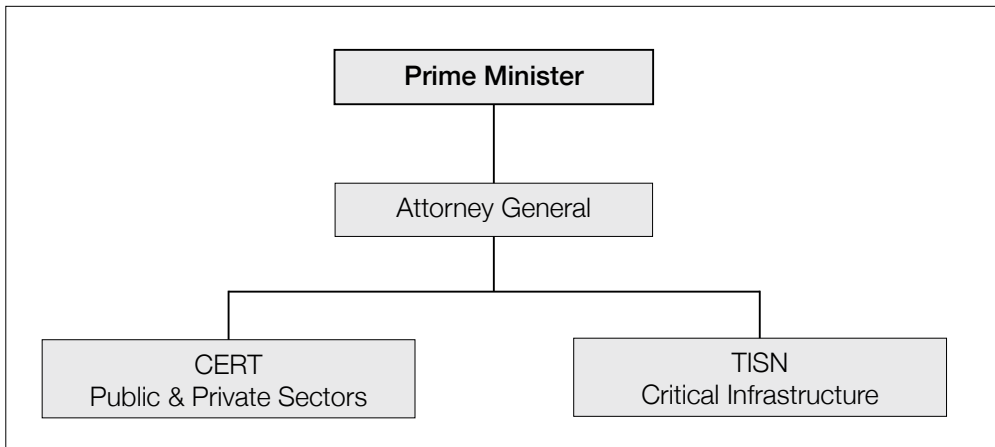 Prime Minister
Attorney General
CERT
Public & Private Sectors
TISN
Critical Infrastructure